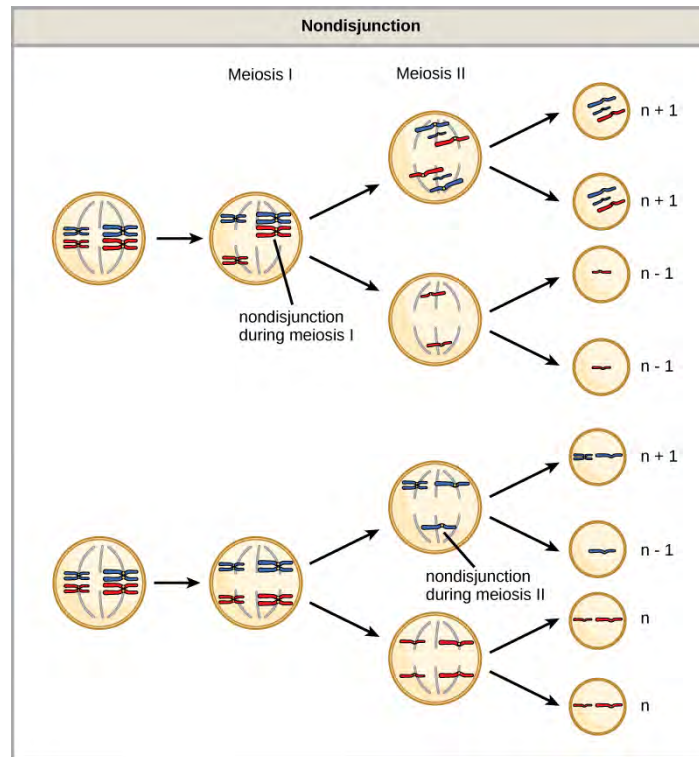 Nondisjunction
Meiosis I
Meiosis II
n + 1
n + 1
nondisjunction
during meiosis I
n - 1
n - 1
n + 1
nondisjunction
during meiosis II
n - 1
n
n